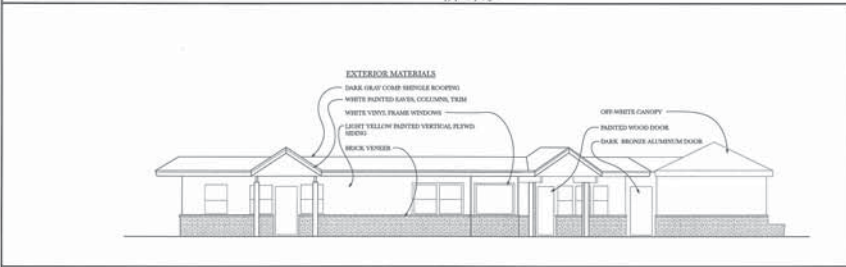 EXTERIOR MATERIALS
DARK GRAY COMP. SHINGLE ROOFING
WHITE PAINTED EAVES, COLUMNS, TRIM
WHITE VINYL FRAME WINDOWS
LIGHT YELLOW PAINTED VERTICAL PLYWD.
SIDING
BRICK VENEER
OFF-WHITE CANOPY
PAINTED WOOD DOOR
DARK BRONZE ALUMINUM DOOR